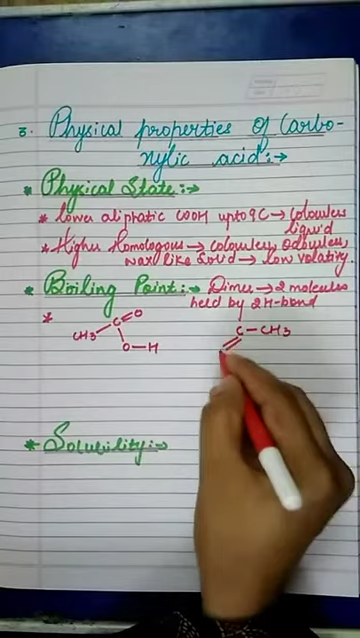 3. Physical properties Of Carbo-
xylic acid:→
* Physical State:→
* lower aliphatic COOH upto 9C → Colourless
liquid
* Higher Homologous → colourless, Odourless,
wax like Solid → low volatility.
* Boiling Point:→ Dimer → 2 molecules
held by 2H-bond
* CH3 C O
O-H
C-CH3
* Solubility:→